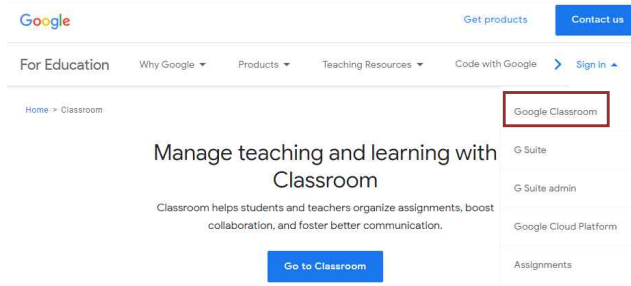 Google
Get products
Contact us
For Education
Why Google
Products
Teaching Resources
Code with Google
Sign in
Home > Classroom
Google Classroom
G Suite
G Suite admin
Google Cloud Platform
Assignments
Manage teaching and learning with
Classroom
Classroom helps students and teachers organize assignments, boost
collaboration, and foster better communication.
Go to Classroom